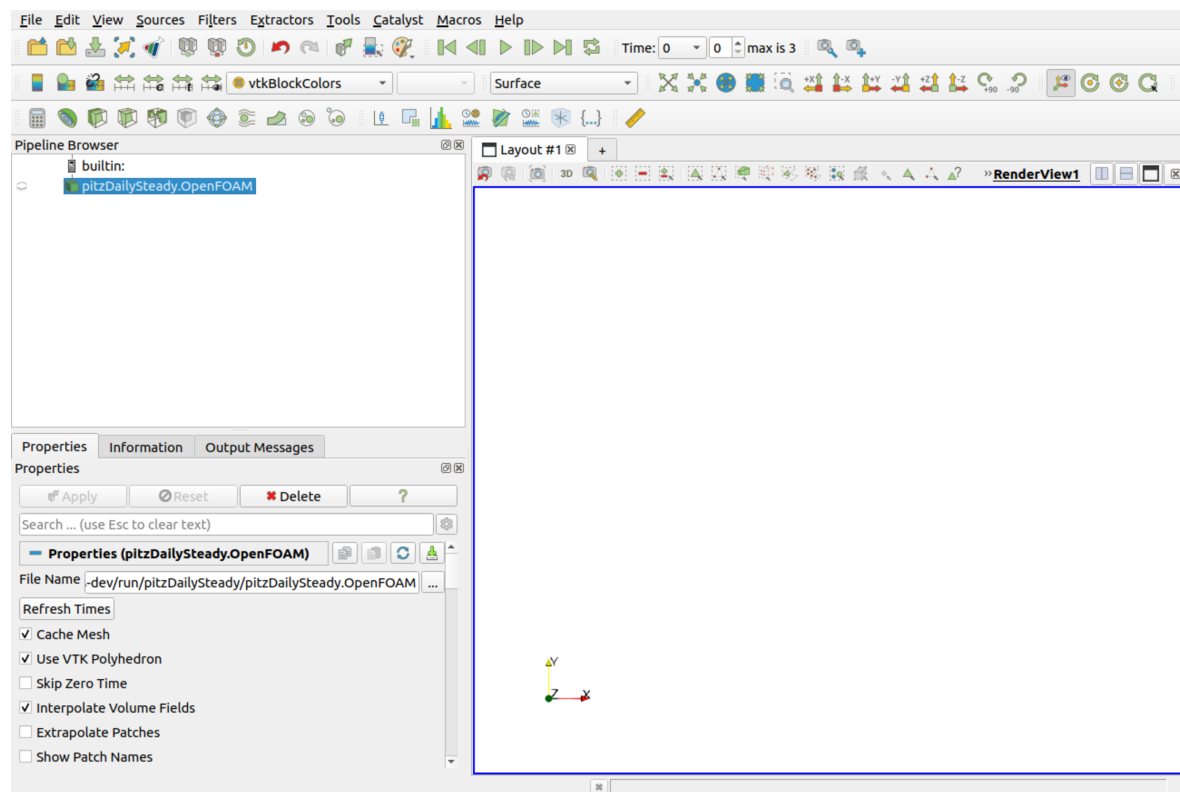 File Edit View Sources Filters Extractors Tools Catalyst Macros Help
Time: 0 0 max is 3
vtkBlockColors Surface +X -X +Y -Y +Z -Z +90 -90
{...}
Pipeline Browser
Layout #1 +
builtin:
3D » RenderView1
pitzDailySteady.OpenFOAM
Properties Information Output Messages
Properties
Apply Reset Delete ?
Search ... (use Esc to clear text)
Properties (pitzDailySteady.OpenFOAM)
File Name -dev/run/pitzDailySteady/pitzDailySteady.OpenFOAM ...
Refresh Times
Cache Mesh
Use VTK Polyhedron
Skip Zero Time
Interpolate Volume Fields
Extrapolate Patches
Show Patch Names
Y
Z X